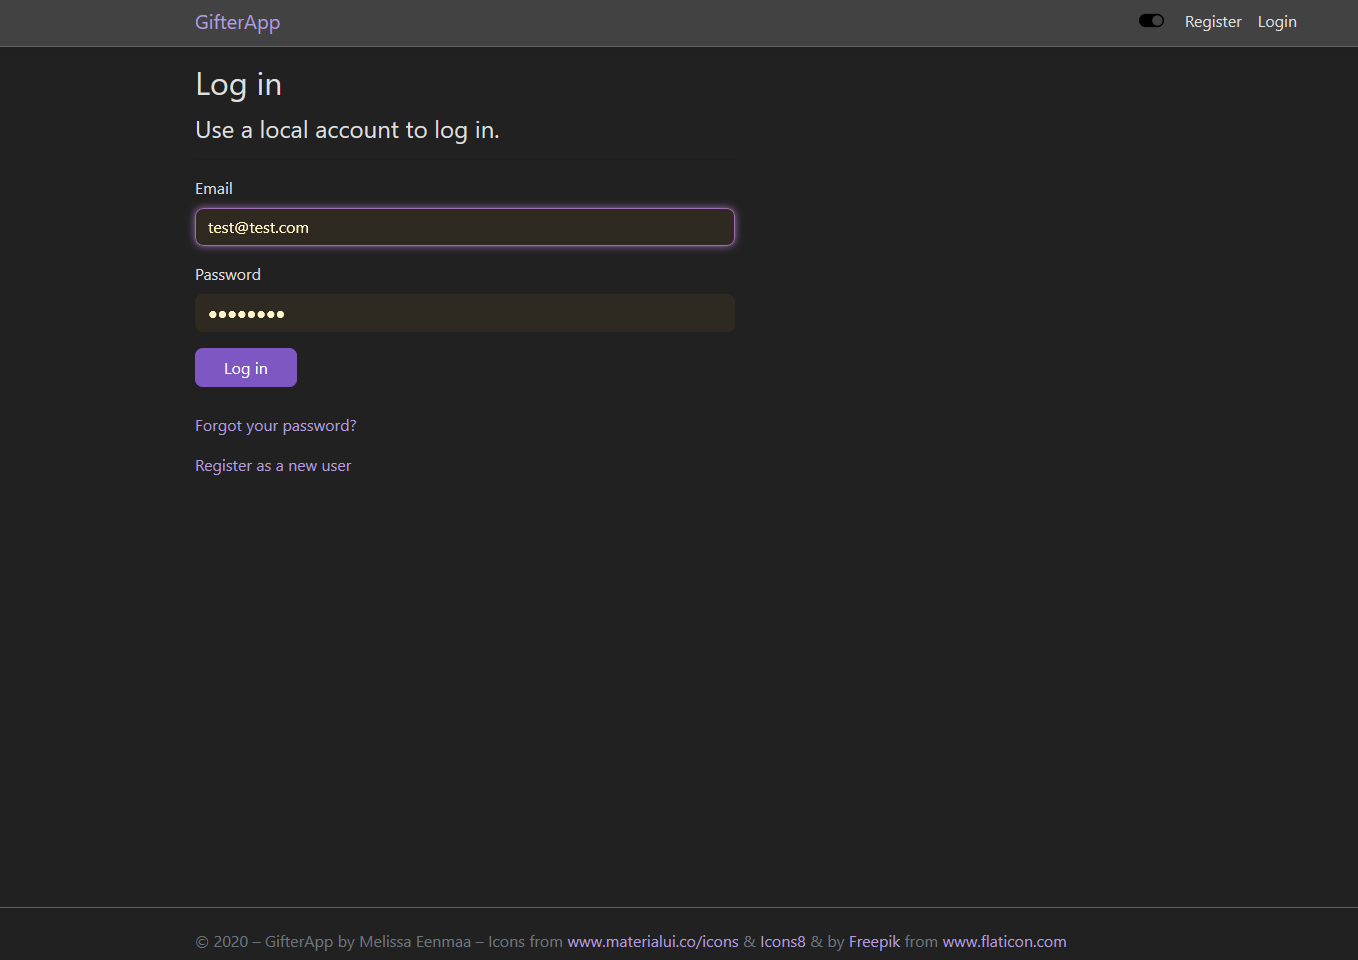 GifterApp
Register Login
Log in
Use a local account to log in.
Email
test@test.com
Password
••••••••
Log in
Forgot your password?
Register as a new user
© 2020 – GifterApp by Melissa Eenmaa – Icons from www.materialui.co/icons & Icons8 & by Freepik from www.flaticon.com